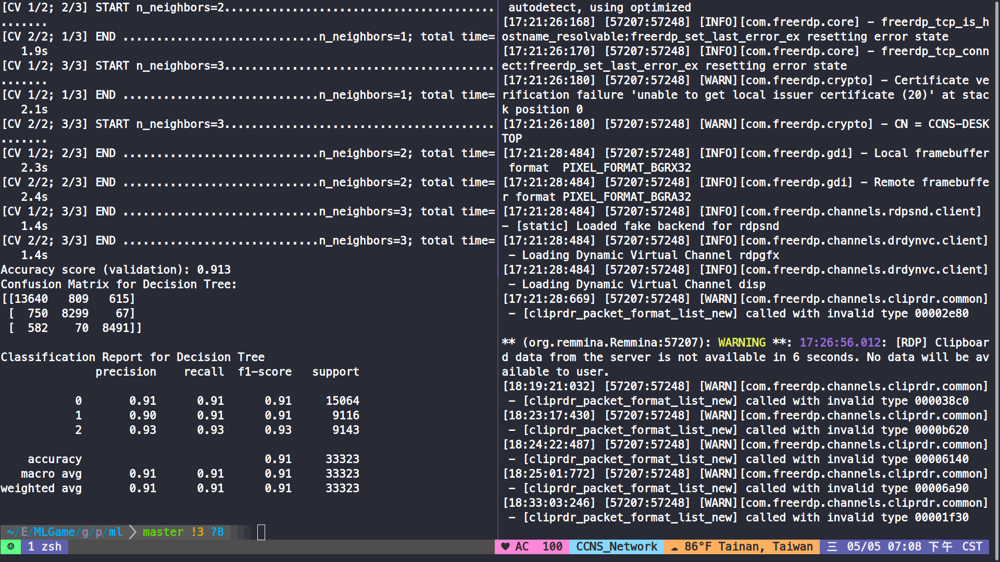 [CV 1/2; 2/3] START n_neighbors=2........................................
.......
[CV 2/2; 1/3] END .............................n_neighbors=1; total time=
   1.9s
[CV 1/2; 3/3] START n_neighbors=3........................................
.......
[CV 1/2; 1/3] END .............................n_neighbors=1; total time=
   2.1s
[CV 2/2; 3/3] START n_neighbors=3........................................
.......
[CV 1/2; 2/3] END .............................n_neighbors=2; total time=
   2.3s
[CV 2/2; 2/3] END .............................n_neighbors=2; total time=
   2.4s
[CV 1/2; 3/3] END .............................n_neighbors=3; total time=
   1.4s
[CV 2/2; 3/3] END .............................n_neighbors=3; total time=
   1.4s
Accuracy score (validation): 0.913
Confusion Matrix for Decision Tree:
[[13640   809   615]
 [  750  8299    67]
 [  582    70  8491]]
Classification Report for Decision Tree
              precision    recall  f1-score   support
           0       0.91      0.91      0.91     15064
           1       0.90      0.91      0.91      9116
           2       0.93      0.93      0.93      9143
    accuracy                           0.91     33323
   macro avg       0.91      0.91      0.91     33323
weighted avg       0.91      0.91      0.91     33323
~/E/MLGame/g/p/ml master !3 ?8
 autodetect, using optimized
[17:21:26:168] [57207:57248] [INFO][com.freerdp.core] - freerdp_tcp_is_h
ostname_resolvable:freerdp_set_last_error_ex resetting error state
[17:21:26:170] [57207:57248] [INFO][com.freerdp.core] - freerdp_tcp_conn
ect:freerdp_set_last_error_ex resetting error state
[17:21:26:180] [57207:57248] [WARN][com.freerdp.crypto] - Certificate ve
rification failure 'unable to get local issuer certificate (20)' at stac
k position 0
[17:21:26:180] [57207:57248] [WARN][com.freerdp.crypto] - CN = CCNS-DESK
TOP
[17:21:28:484] [57207:57248] [INFO][com.freerdp.gdi] - Local framebuffer
 format  PIXEL_FORMAT_BGRX32
[17:21:28:484] [57207:57248] [INFO][com.freerdp.gdi] - Remote framebuffe
r format PIXEL_FORMAT_BGRA32
[17:21:28:484] [57207:57248] [INFO][com.freerdp.channels.rdpsnd.client]
- [static] Loaded fake backend for rdpsnd
[17:21:28:484] [57207:57248] [INFO][com.freerdp.channels.drdynvc.client]
 - Loading Dynamic Virtual Channel rdpgfx
[17:21:28:484] [57207:57248] [INFO][com.freerdp.channels.drdynvc.client]
 - Loading Dynamic Virtual Channel disp
[17:21:28:669] [57207:57248] [WARN][com.freerdp.channels.cliprdr.common]
 - [cliprdr_packet_format_list_new] called with invalid type 00002e80
** (org.remmina.Remmina:57207): WARNING **: 17:26:56.012: [RDP] Clipboar
d data from the server is not available in 6 seconds. No data will be av
ailable to user.
[18:19:21:032] [57207:57248] [WARN][com.freerdp.channels.cliprdr.common]
 - [cliprdr_packet_format_list_new] called with invalid type 000038c0
[18:23:17:430] [57207:57248] [WARN][com.freerdp.channels.cliprdr.common]
 - [cliprdr_packet_format_list_new] called with invalid type 0000b620
[18:24:22:487] [57207:57248] [WARN][com.freerdp.channels.cliprdr.common]
 - [cliprdr_packet_format_list_new] called with invalid type 00006140
[18:25:01:772] [57207:57248] [WARN][com.freerdp.channels.cliprdr.common]
 - [cliprdr_packet_format_list_new] called with invalid type 00006a90
[18:33:03:246] [57207:57248] [WARN][com.freerdp.channels.cliprdr.common]
 - [cliprdr_packet_format_list_new] called with invalid type 00001f30
☺ 1 zsh ♥ AC  100 CCNS_Network ☁ 86°F Tainan, Taiwan 三 05/05 07:08 下午 CST